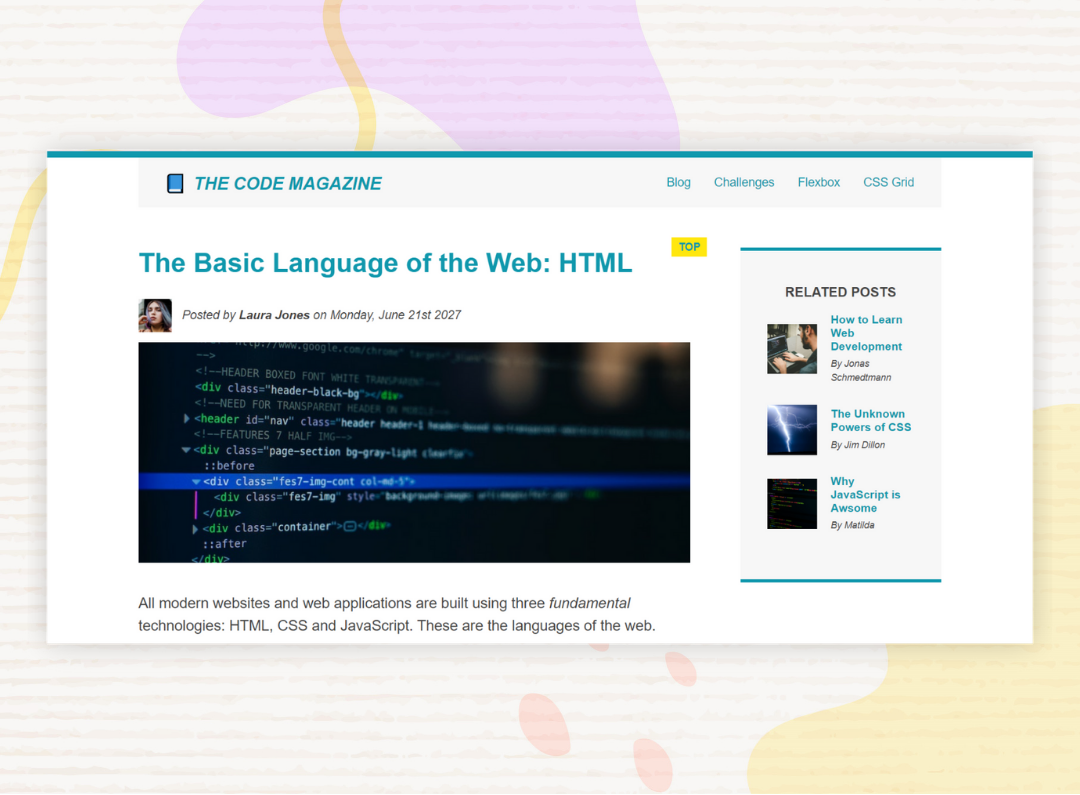 THE CODE MAGAZINE
Blog Challenges Flexbox CSS Grid
TOP
The Basic Language of the Web: HTML
Posted by Laura Jones on Monday, June 21st 2027
http://www.google.com/chrome"
-->
<!--HEADER BOXED FONT WHITE TRANSPARENT-->
<div class="header-black-bg"></div>
<!--NEED FOR TRANSPARENT HEADER ON MOBILE-->
<header id="nav" class="header
<!--FEATURES 7 HALF IMG-->
<div class="page-section bg-gray-light clearfix">
::before
<div class="fes7-img-cont col-md-5">
<div class="fes7-img" style=
</div>
<div class="container"></div>
::after
</div>
All modern websites and web applications are built using three fundamental
technologies: HTML, CSS and JavaScript. These are the languages of the web.
RELATED POSTS
How to Learn
Web
Development
By Jonas
Schmedtmann
The Unknown
Powers of CSS
By Jim Dillon
Why
JavaScript is
Awsome
By Matilda